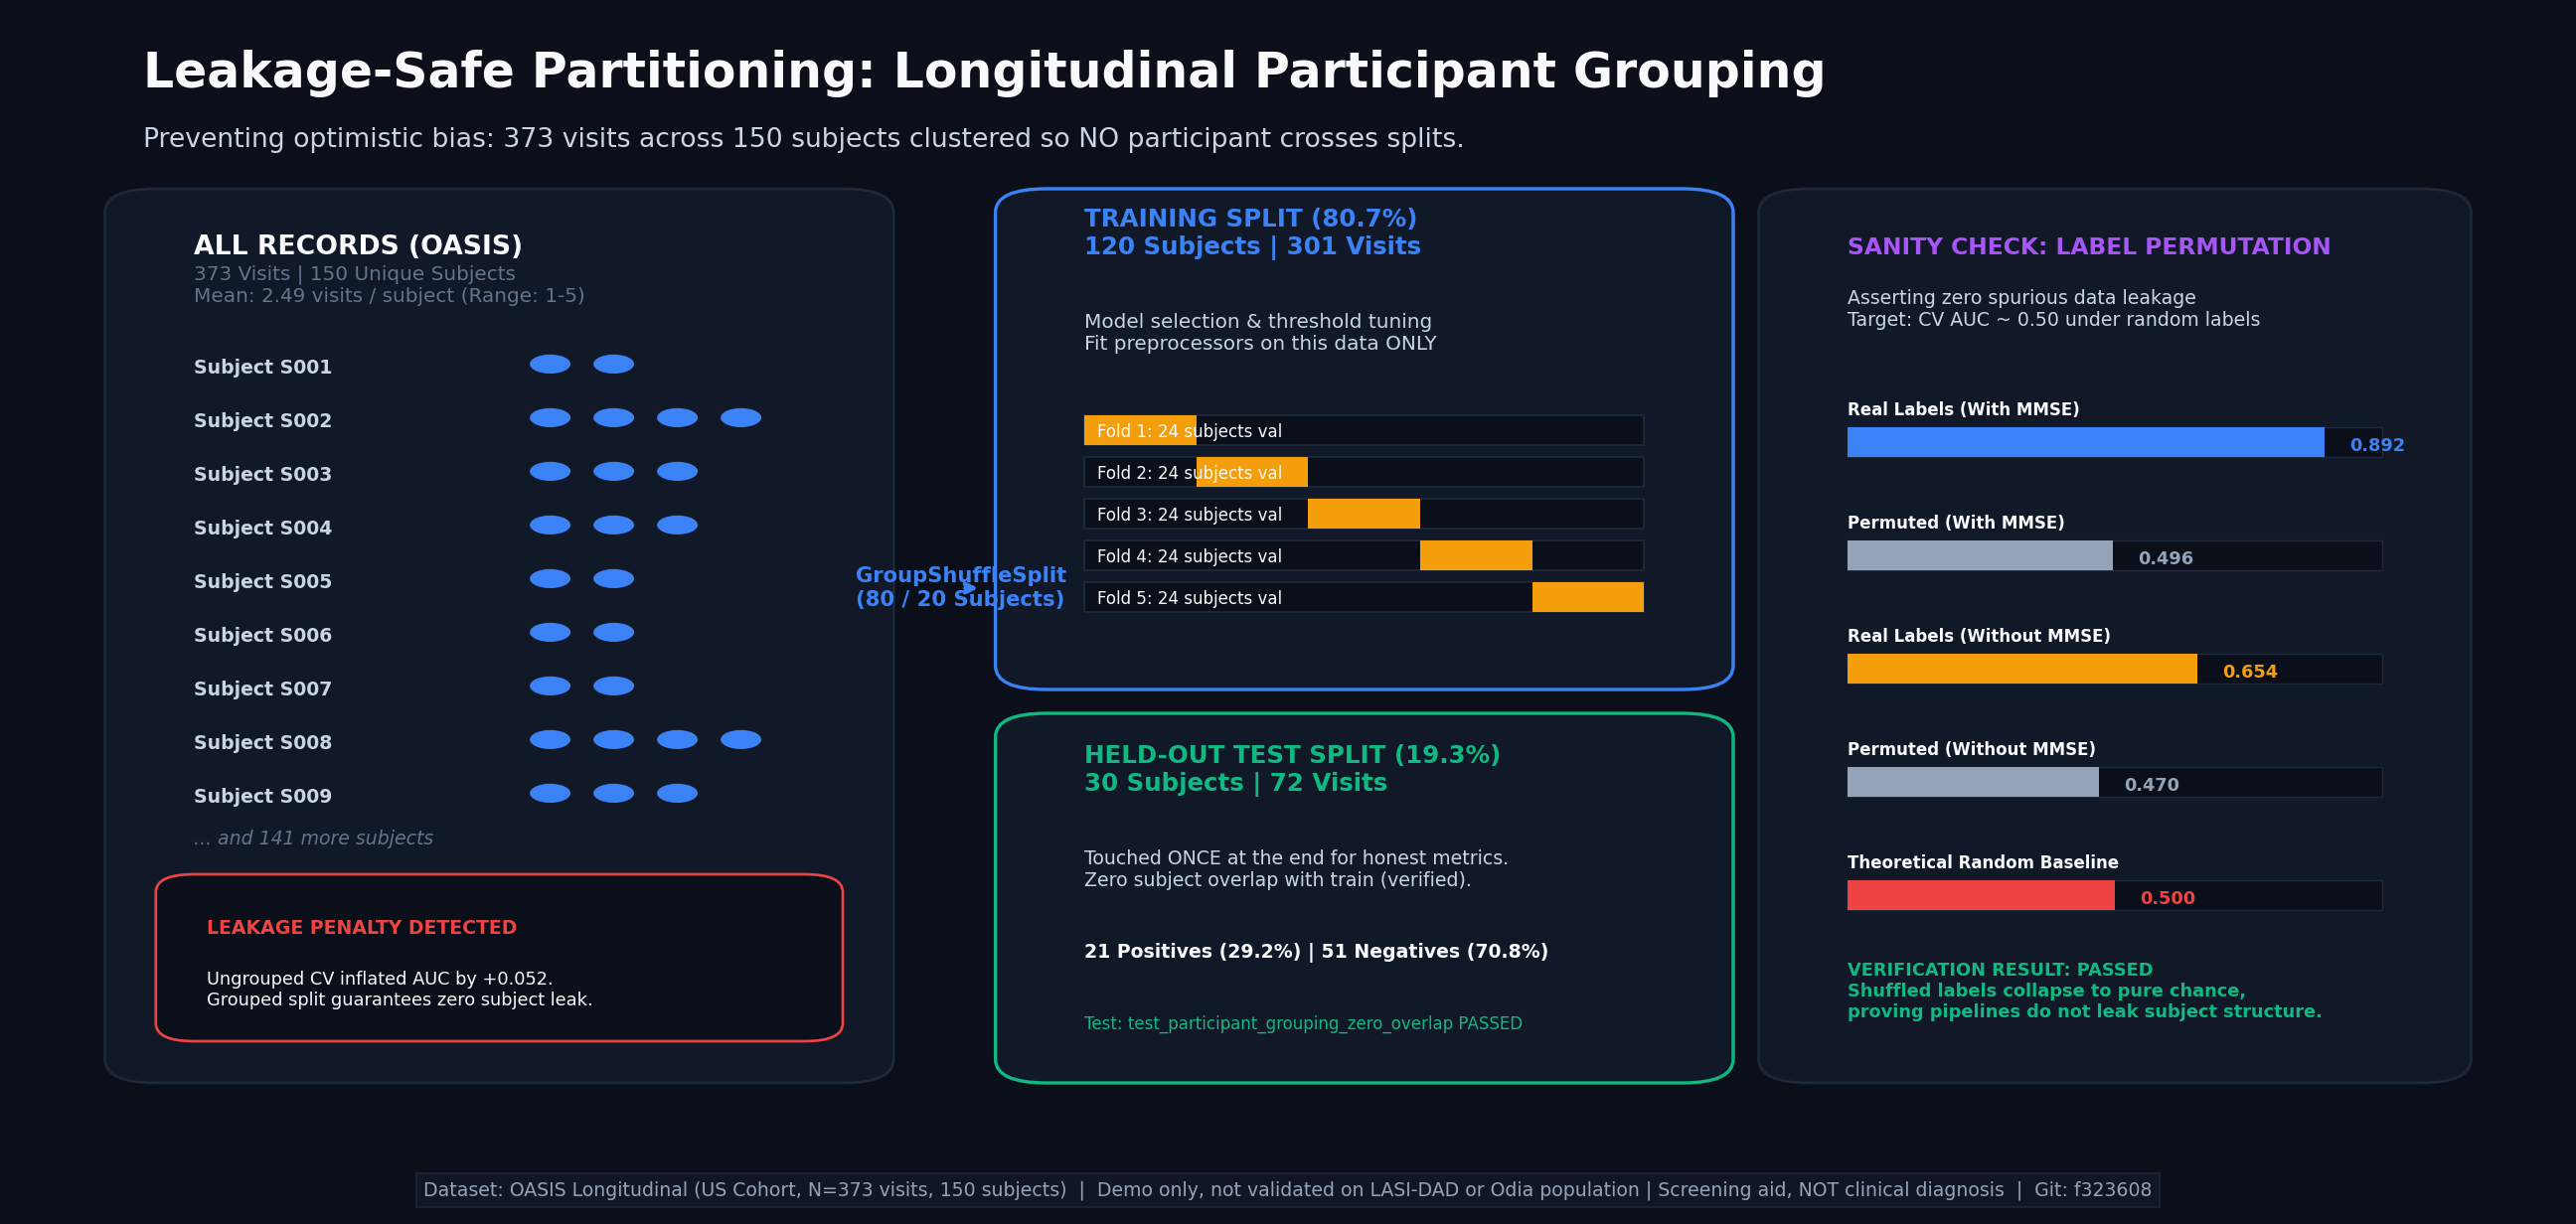 Leakage-Safe Partitioning: Longitudinal Participant Grouping
Preventing optimistic bias: 373 visits across 150 subjects clustered so NO participant crosses splits.
ALL RECORDS (OASIS)
373 Visits | 150 Unique Subjects
Mean: 2.49 visits / subject (Range: 1-5)
Subject S001
Subject S002
Subject S003
Subject S004
Subject S005
Subject S006
Subject S007
Subject S008
Subject S009
... and 141 more subjects
LEAKAGE PENALTY DETECTED
Ungrouped CV inflated AUC by +0.052.
Grouped split guarantees zero subject leak.
GroupShuffleSplit
(80 / 20 Subjects)
TRAINING SPLIT (80.7%)
120 Subjects | 301 Visits
Model selection & threshold tuning
Fit preprocessors on this data ONLY
Fold 1: 24 subjects val
Fold 2: 24 subjects val
Fold 3: 24 subjects val
Fold 4: 24 subjects val
Fold 5: 24 subjects val
HELD-OUT TEST SPLIT (19.3%)
30 Subjects | 72 Visits
Touched ONCE at the end for honest metrics.
Zero subject overlap with train (verified).
21 Positives (29.2%) | 51 Negatives (70.8%)
Test: test_participant_grouping_zero_overlap PASSED
SANITY CHECK: LABEL PERMUTATION
Asserting zero spurious data leakage
Target: CV AUC ~ 0.50 under random labels
Real Labels (With MMSE)
0.892
Permuted (With MMSE)
0.496
Real Labels (Without MMSE)
0.654
Permuted (Without MMSE)
0.470
Theoretical Random Baseline
0.500
VERIFICATION RESULT: PASSED
Shuffled labels collapse to pure chance,
proving pipelines do not leak subject structure.
Dataset: OASIS Longitudinal (US Cohort, N=373 visits, 150 subjects) | Demo only, not validated on LASI-DAD or Odia population | Screening aid, NOT clinical diagnosis | Git: f323608